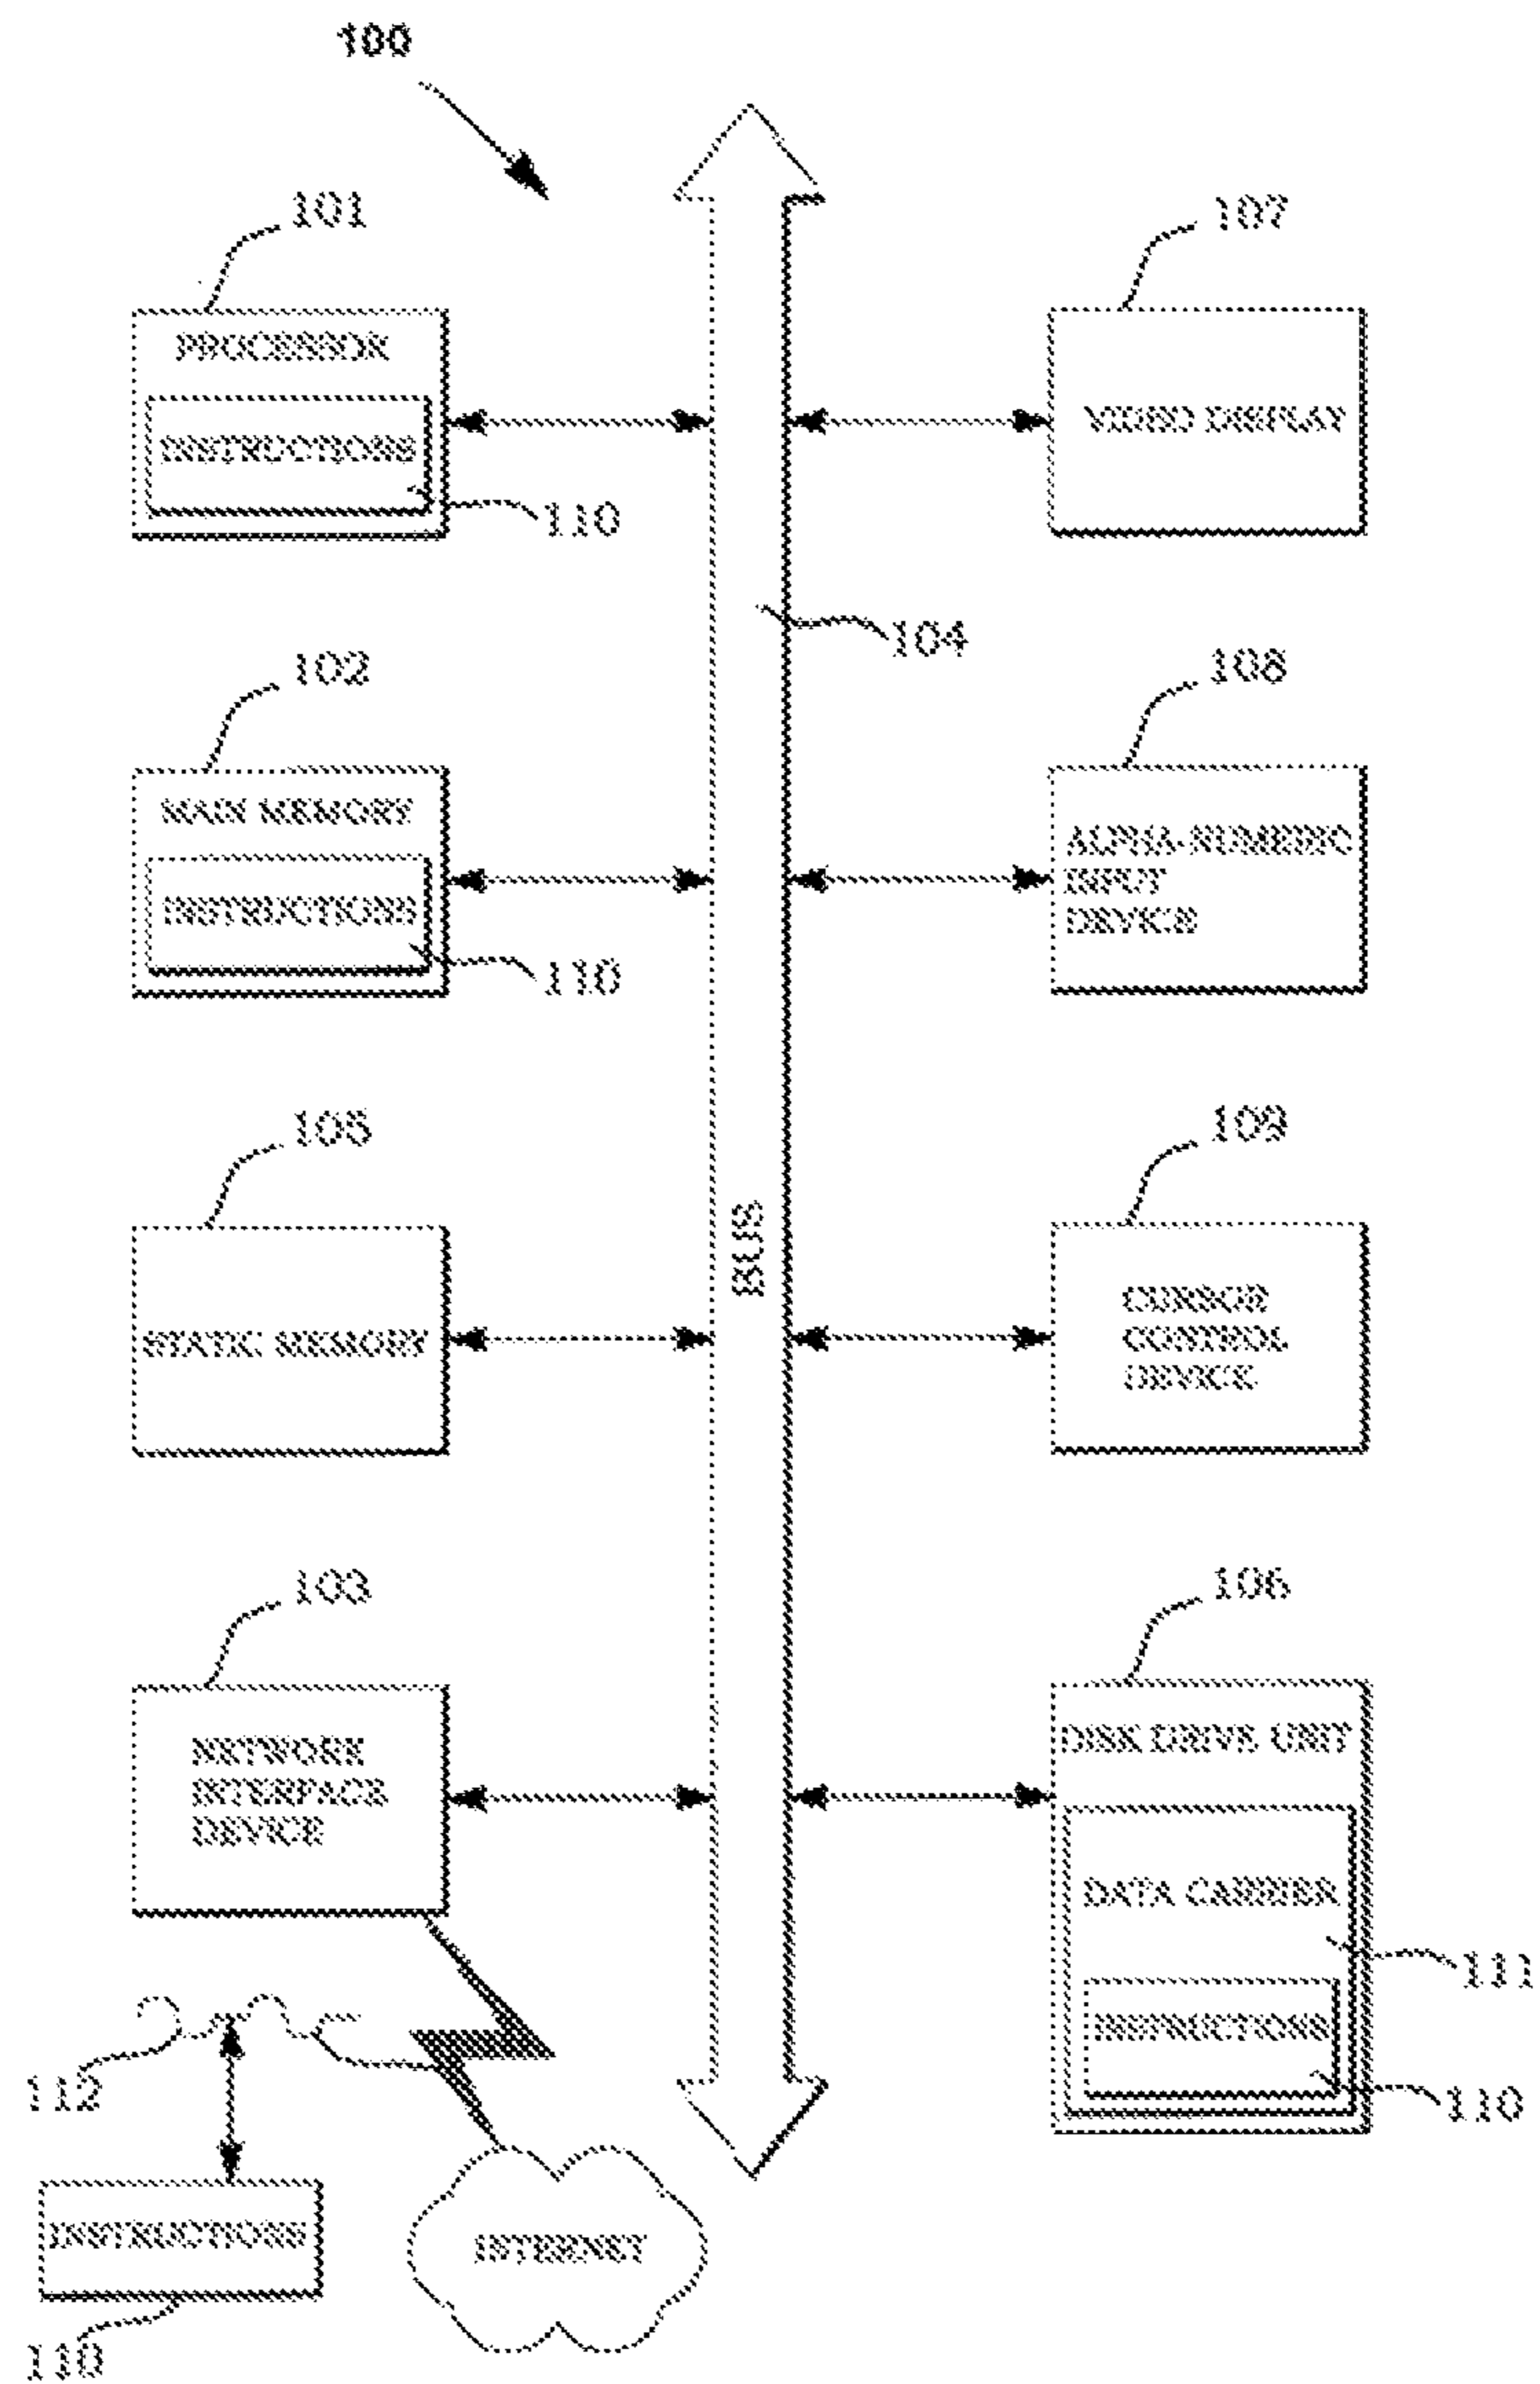 100
101
PROCESSOR
INSTRUCTIONS
110
107
VIDEO DISPLAY
104
102
MAIN MEMORY
INSTRUCTIONS
110
108
ALPHA-NUMERIC
INPUT
DEVICE
105
STATIC MEMORY
BUS
109
CURSOR
CONTROL
DEVICE
103
NETWORK
INTERFACE
DEVICE
106
DISK DRIVE UNIT
DATA CARRIER
111
INSTRUCTIONS
110
112
INSTRUCTIONS
110
INTERNET